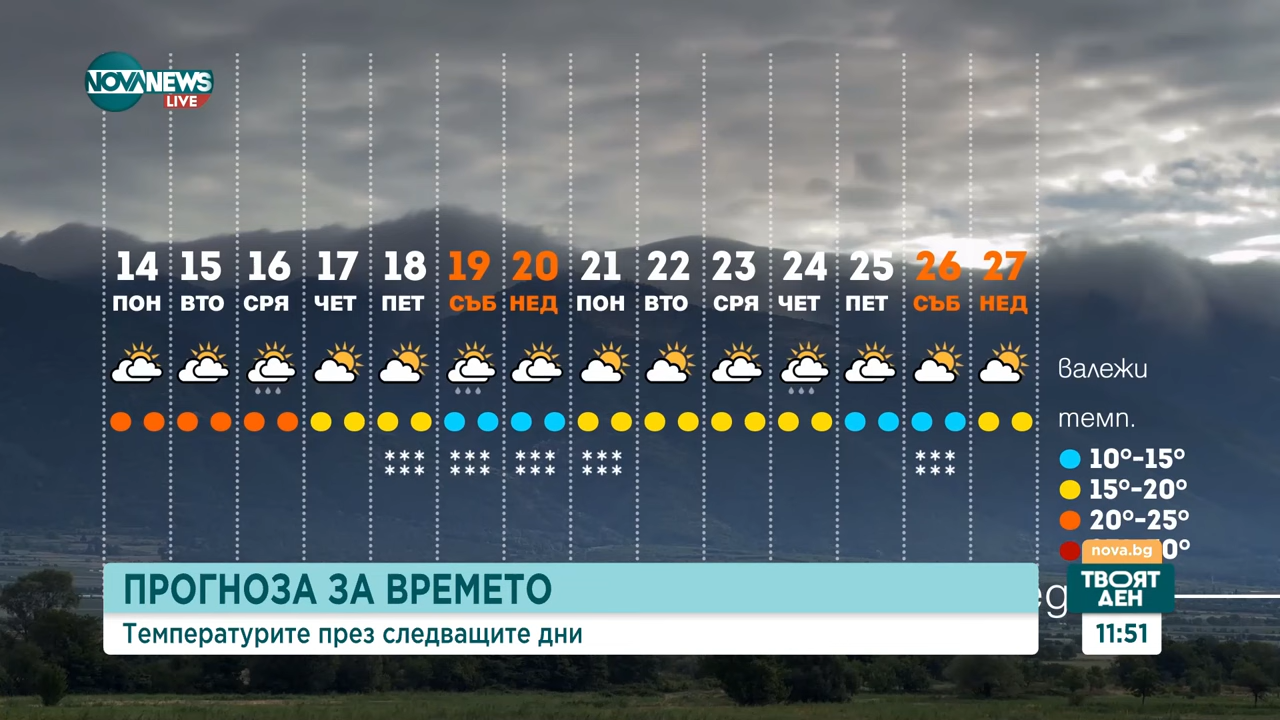 NOVANEWS
LIVE
14 15 16 17 18 19 20 21 22 23 24 25 26 27
ПОН ВТО СРЯ ЧЕТ ПЕТ СЪБ НЕД ПОН ВТО СРЯ ЧЕТ ПЕТ СЪБ НЕД
валежи
темп.
10°-15°
15°-20°
20°-25°
0°
nova.bg
ТВОЯТ
ДЕН
11:51
ПРОГНОЗА ЗА ВРЕМЕТО
Температурите през следващите дни